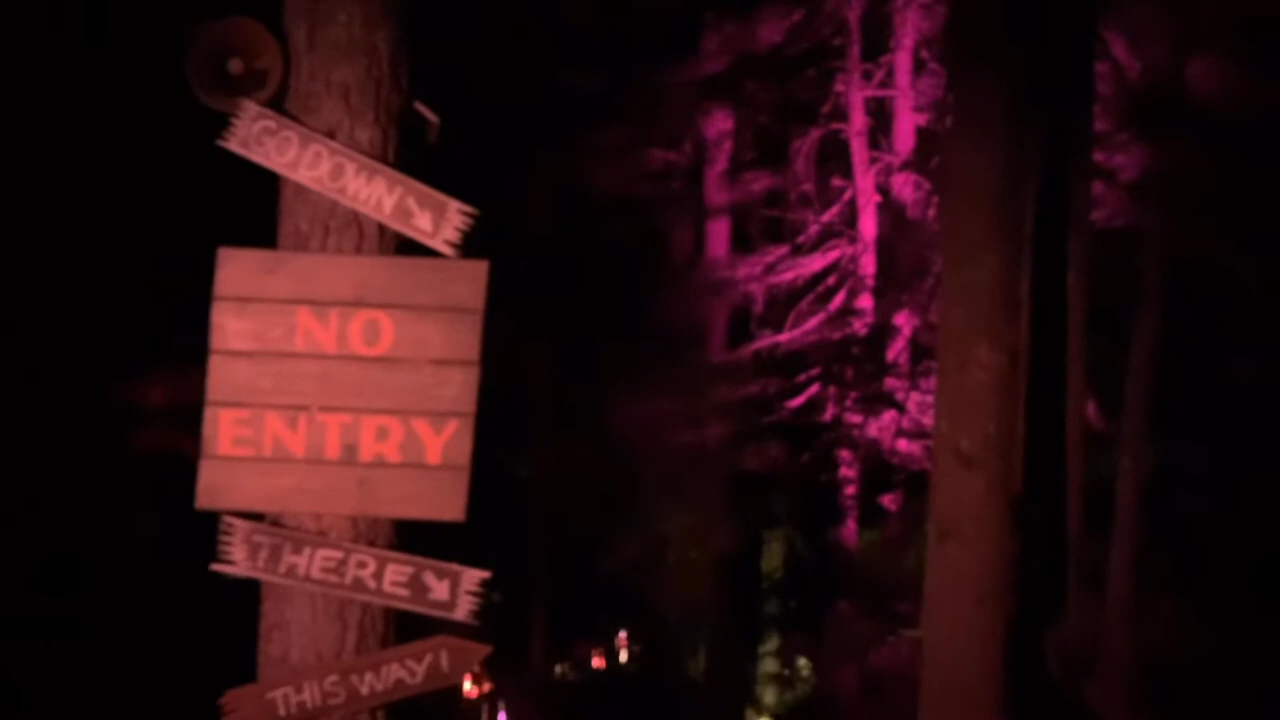 GO DOWN ↘
NO
ENTRY
THERE ↘
THIS WAY!